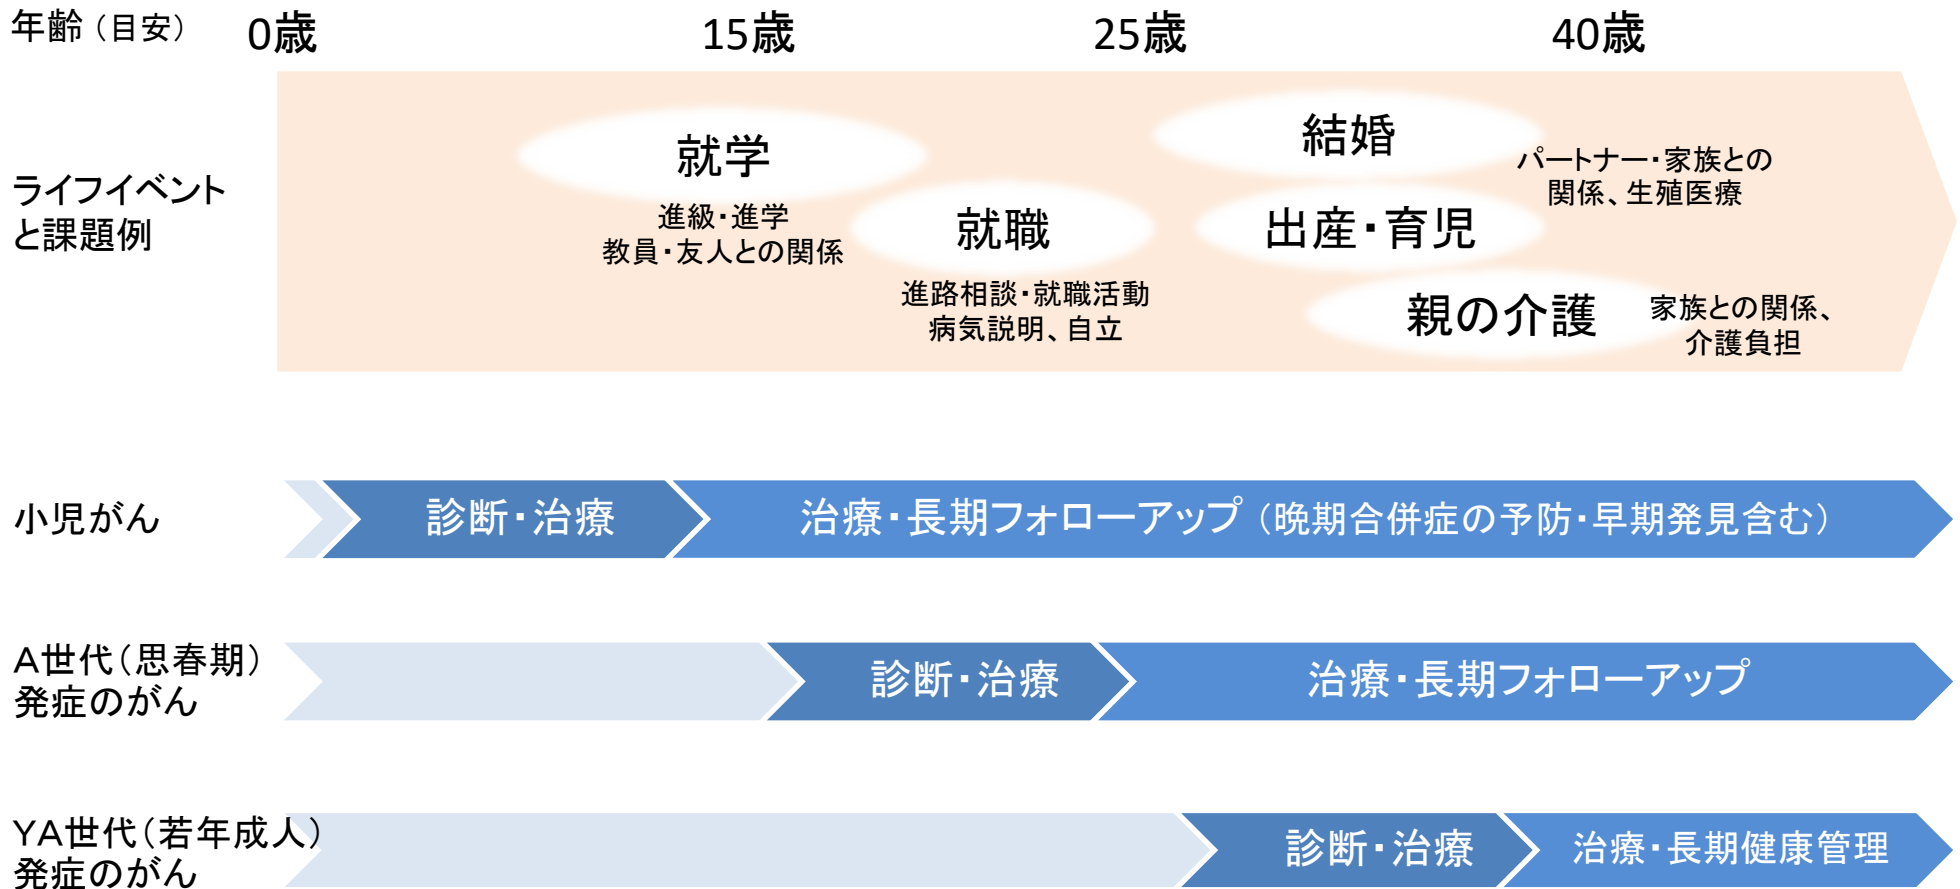 年齢（目安） 0歳 15歳 25歳 40歳
ライフイベント
と課題例
就学
進級・進学
教員・友人との関係
就職
進路相談・就職活動
病気説明、自立
結婚
パートナー・家族との
関係、生殖医療
出産・育児
親の介護
家族との関係、
介護負担
小児がん
診断・治療
治療・長期フォローアップ（晩期合併症の予防・早期発見含む）
A世代（思春期）
発症のがん
診断・治療
治療・長期フォローアップ
YA世代（若年成人）
発症のがん
診断・治療
治療・長期健康管理